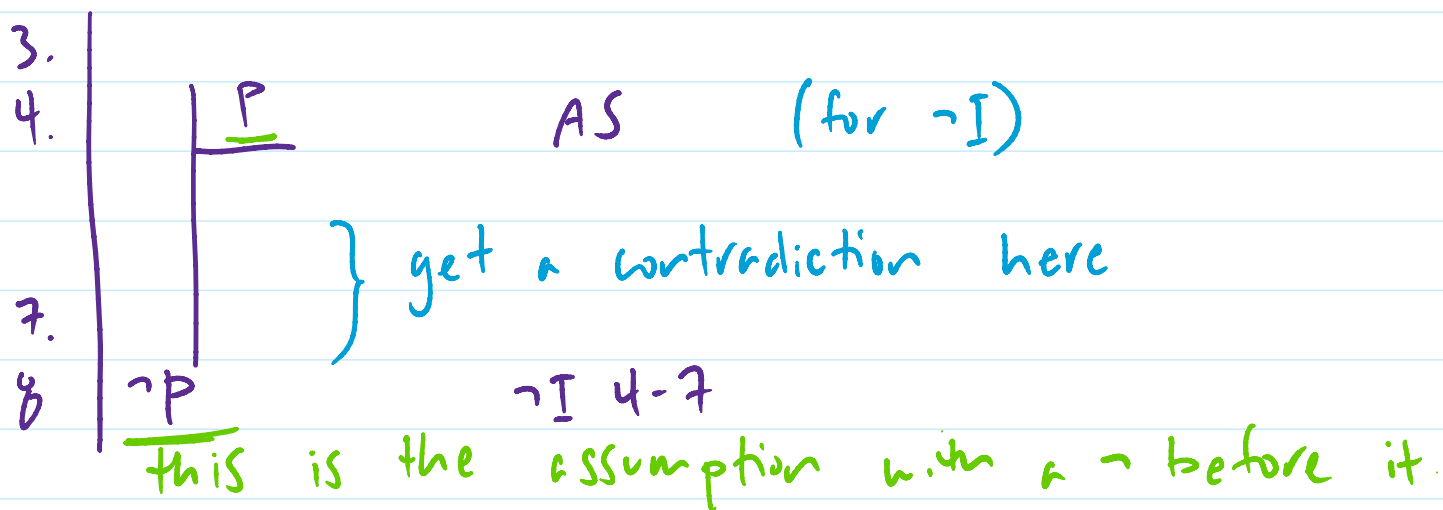 3.
4. P AS (for ¬I)
} get a contradiction here
7.
8 ¬P ¬I 4-7
this is the assumption with a ¬ before it.